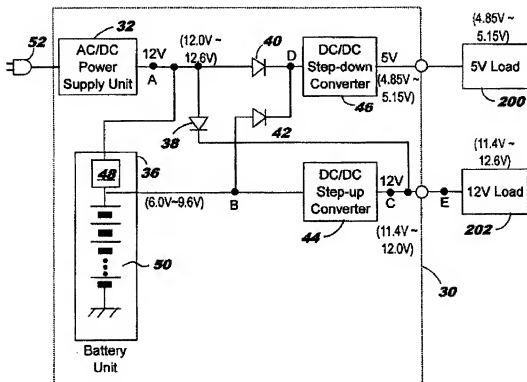 52
32
AC/DC
Power
Supply Unit
12V
A
(12.0V ~
12.6V)
40
D
DC/DC
Step-down
Converter
46
5V
(4.85V ~
5.15V)
(4.85V ~
5.15V)
5V Load
200
38
42
36
48
(6.0V~9.6V)
B
DC/DC
Step-up
Converter
44
12V
C
E
(11.4V ~
12.0V)
(11.4V ~
12.6V)
12V Load
202
50
30
Battery
Unit